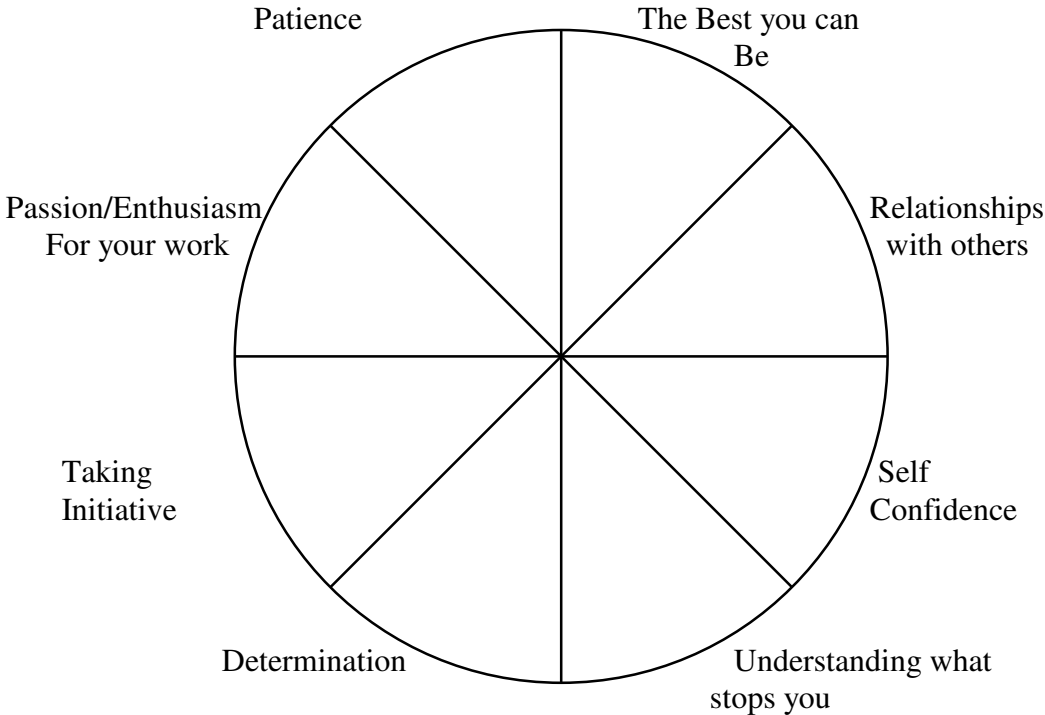 Patience
The Best you can
Be
Passion/Enthusiasm
For your work
Relationships
with others
Taking
Initiative
Self
Confidence
Determination
Understanding what
stops you